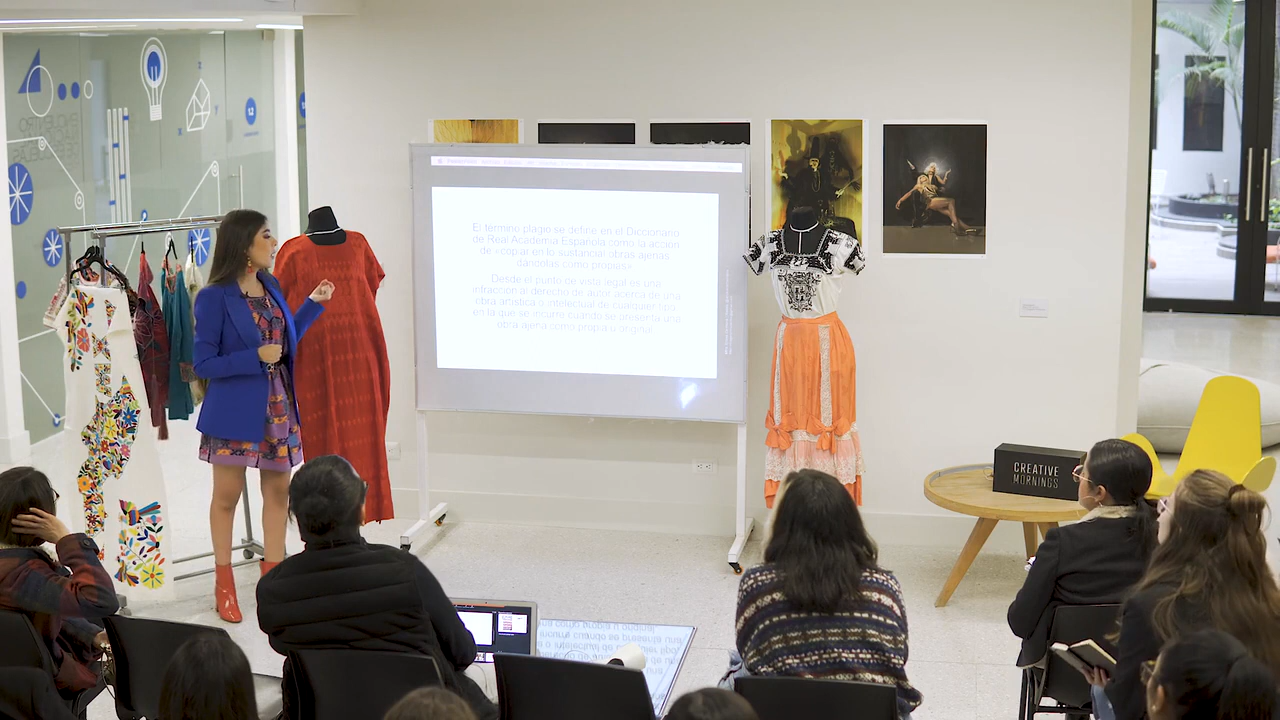 El termino plagio se define en el Diccionario
de Real Academia Española como la acción
de «copiar en lo sustancial obras ajenas
dándolas como propias».
Desde el punto de vista legal es una
infracción al derecho de autor acerca de una
obra artística o intelectual de cualquier tipo,
en la que se incurre cuando se presenta una
obra ajena como propia u original.
CREATIVE
MORNINGS